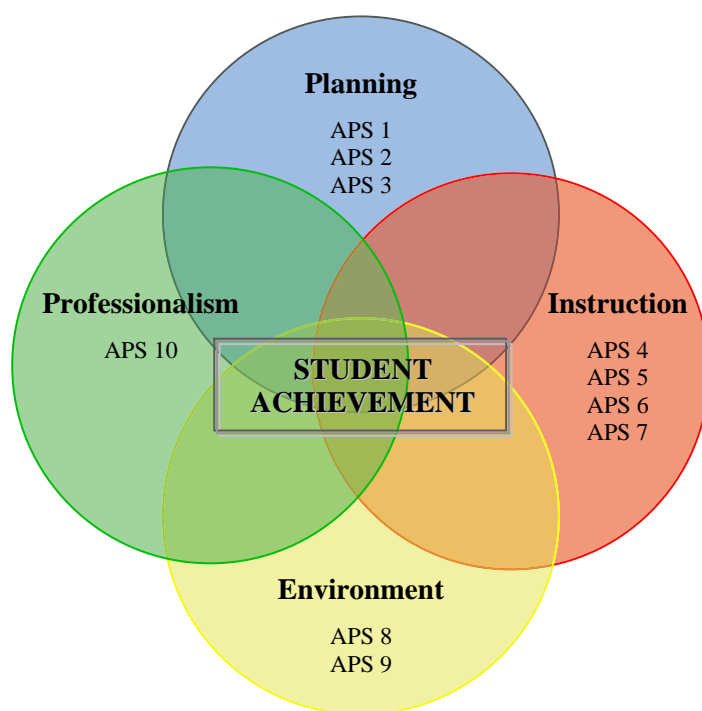 Planning
APS 1
APS 2
APS 3
Professionalism
APS 10
Instruction
APS 4
APS 5
APS 6
APS 7
STUDENT
ACHIEVEMENT
Environment
APS 8
APS 9